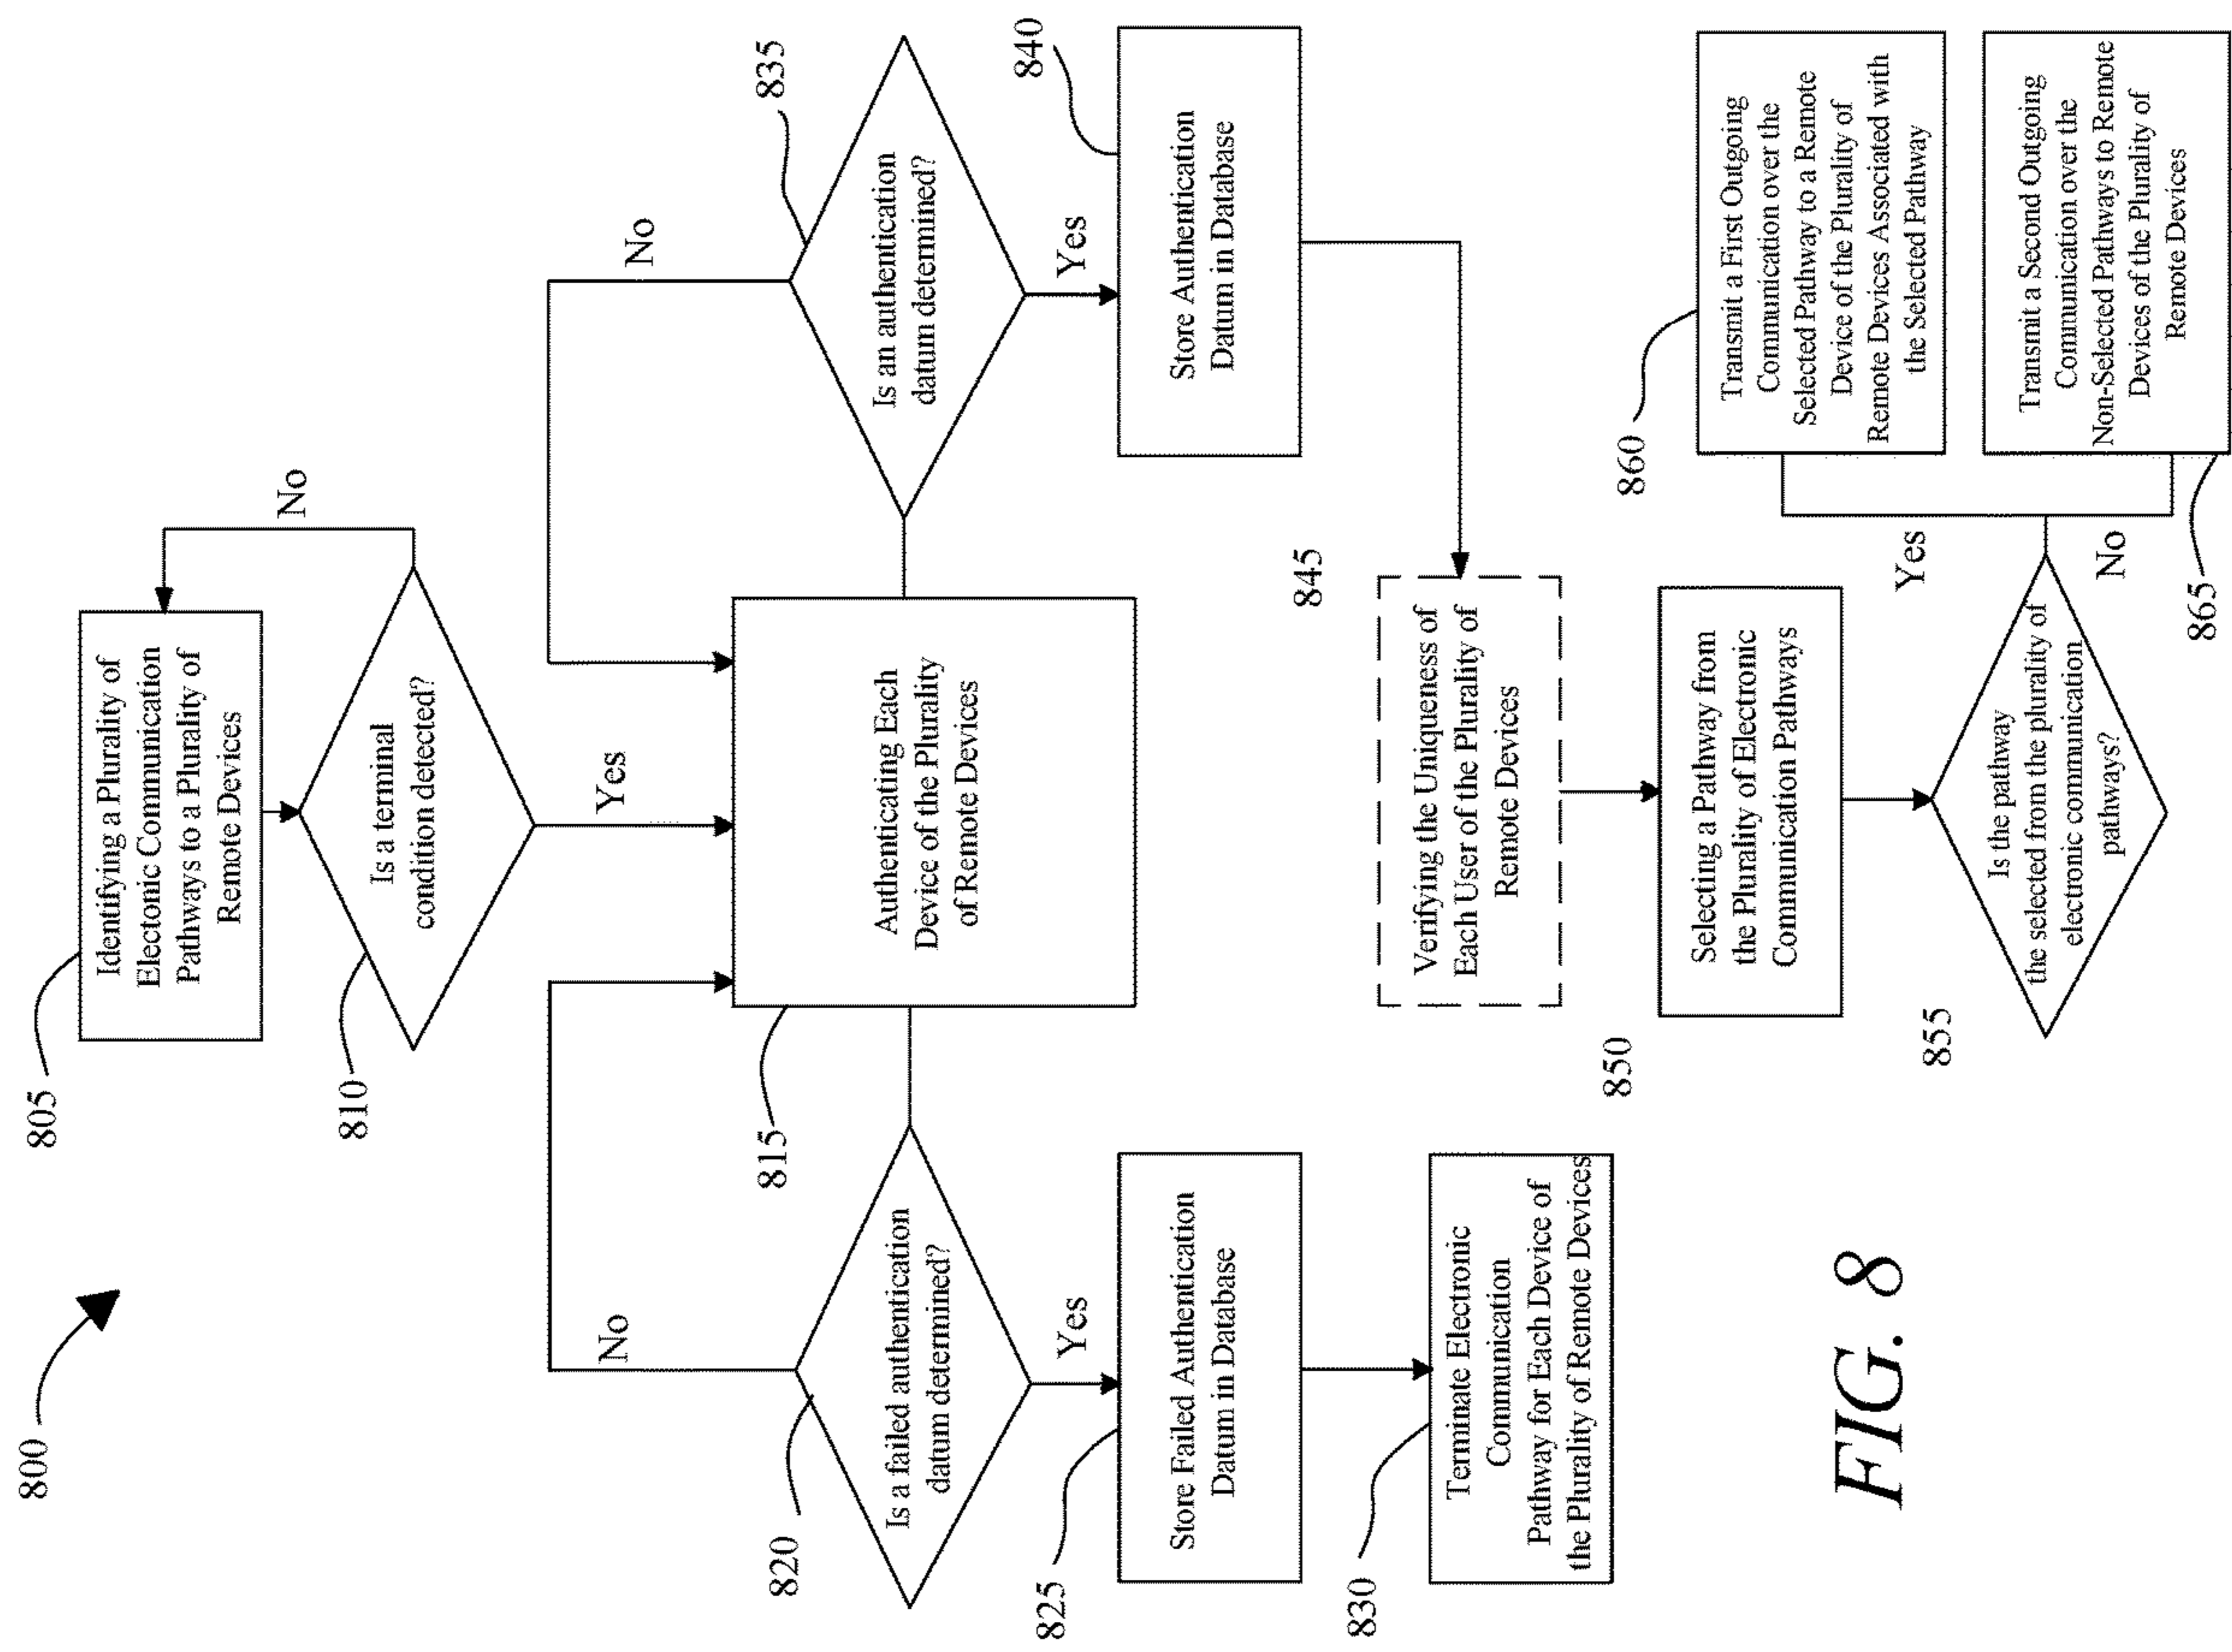 800
805
Identifying a Plurality of
Electonic Communication
Pathways to a Plurality of
Remote Devices
810
Is a terminal
condition detected?
No
Yes
815
Authenticating Each
Device of the Plurality
of Remote Devices
No
820
Is a failed authentication
datum determined?
Yes
825
Store Failed Authentication
Datum in Database
830
Terminate Electronic
Communication
Pathway for Each Device of
the Plurality of Remote Devices
No
835
Is an authentication
datum determined?
Yes
840
Store Authentication
Datum in Database
845
Verifying the Uniqueness of
Each User of the Plurality of
Remote Devices
850
Selecting a Pathway from
the Plurality of Electronic
Communication Pathways
855
Is the pathway
the selected from the plurality of
electronic communication
pathways?
Yes
No
860
Transmit a First Outgoing
Communication over the
Selected Pathway to a Remote
Device of the Plurality of
Remote Devices Associated with
the Selected Pathway
865
Transmit a Second Outgoing
Communication over the
Non-Selected Pathways to Remote
Devices of the Plurality of
Remote Devices
FIG. 8